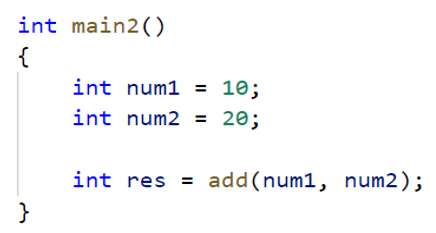 int main2()
{
    int num1 = 10;
    int num2 = 20;

    int res = add(num1, num2);
}